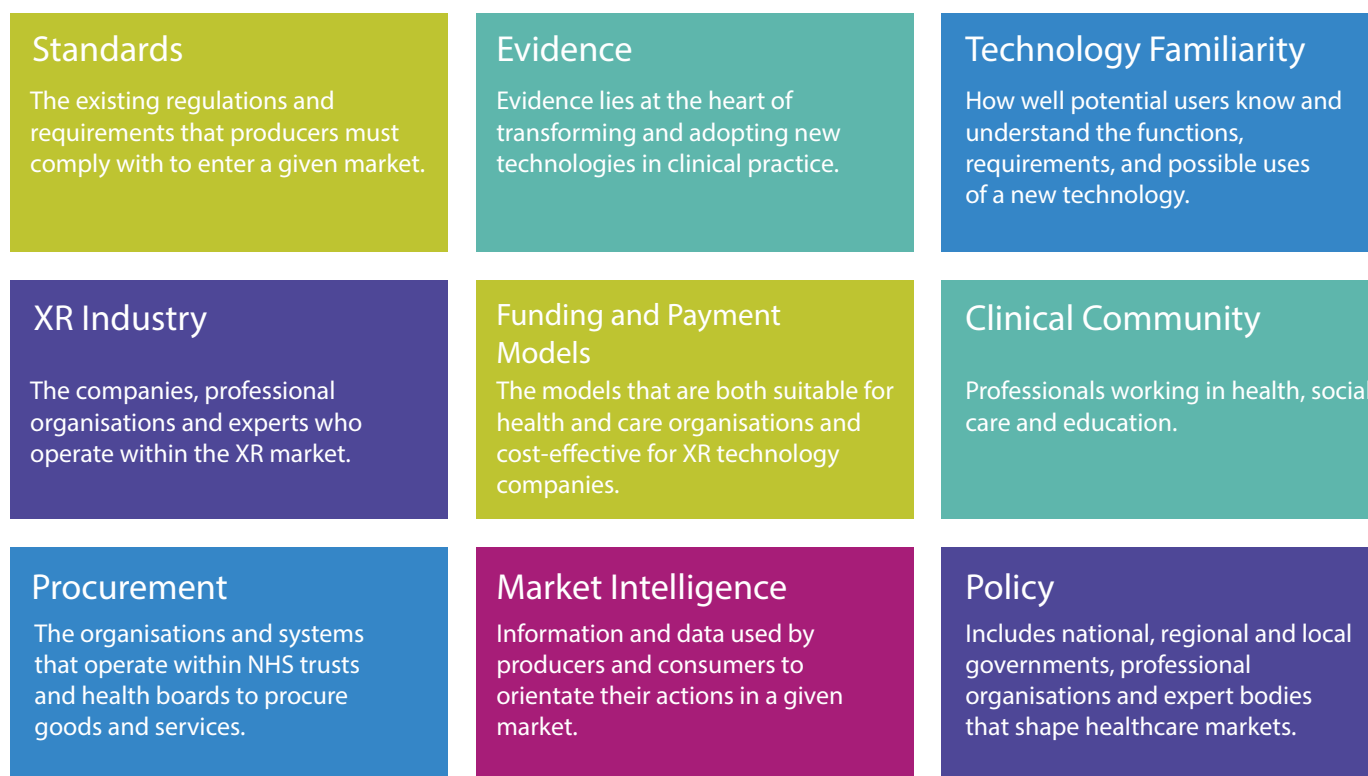 Standards
The existing regulations and
requirements that producers must
comply with to enter a given market.
Evidence
Evidence lies at the heart of
transforming and adopting new
technologies in clinical practice.
Technology Familiarity
How well potential users know and
understand the functions,
requirements, and possible uses
of a new technology.
XR Industry
The companies, professional
organisations and experts who
operate within the XR market.
Funding and Payment
Models
The models that are both suitable for
health and care organisations and
cost-effective for XR technology
companies.
Clinical Community
Professionals working in health, social
care and education.
Procurement
The organisations and systems
that operate within NHS trusts
and health boards to procure
goods and services.
Market Intelligence
Information and data used by
producers and consumers to
orientate their actions in a given
market.
Policy
Includes national, regional and local
governments, professional
organisations and expert bodies
that shape healthcare markets.